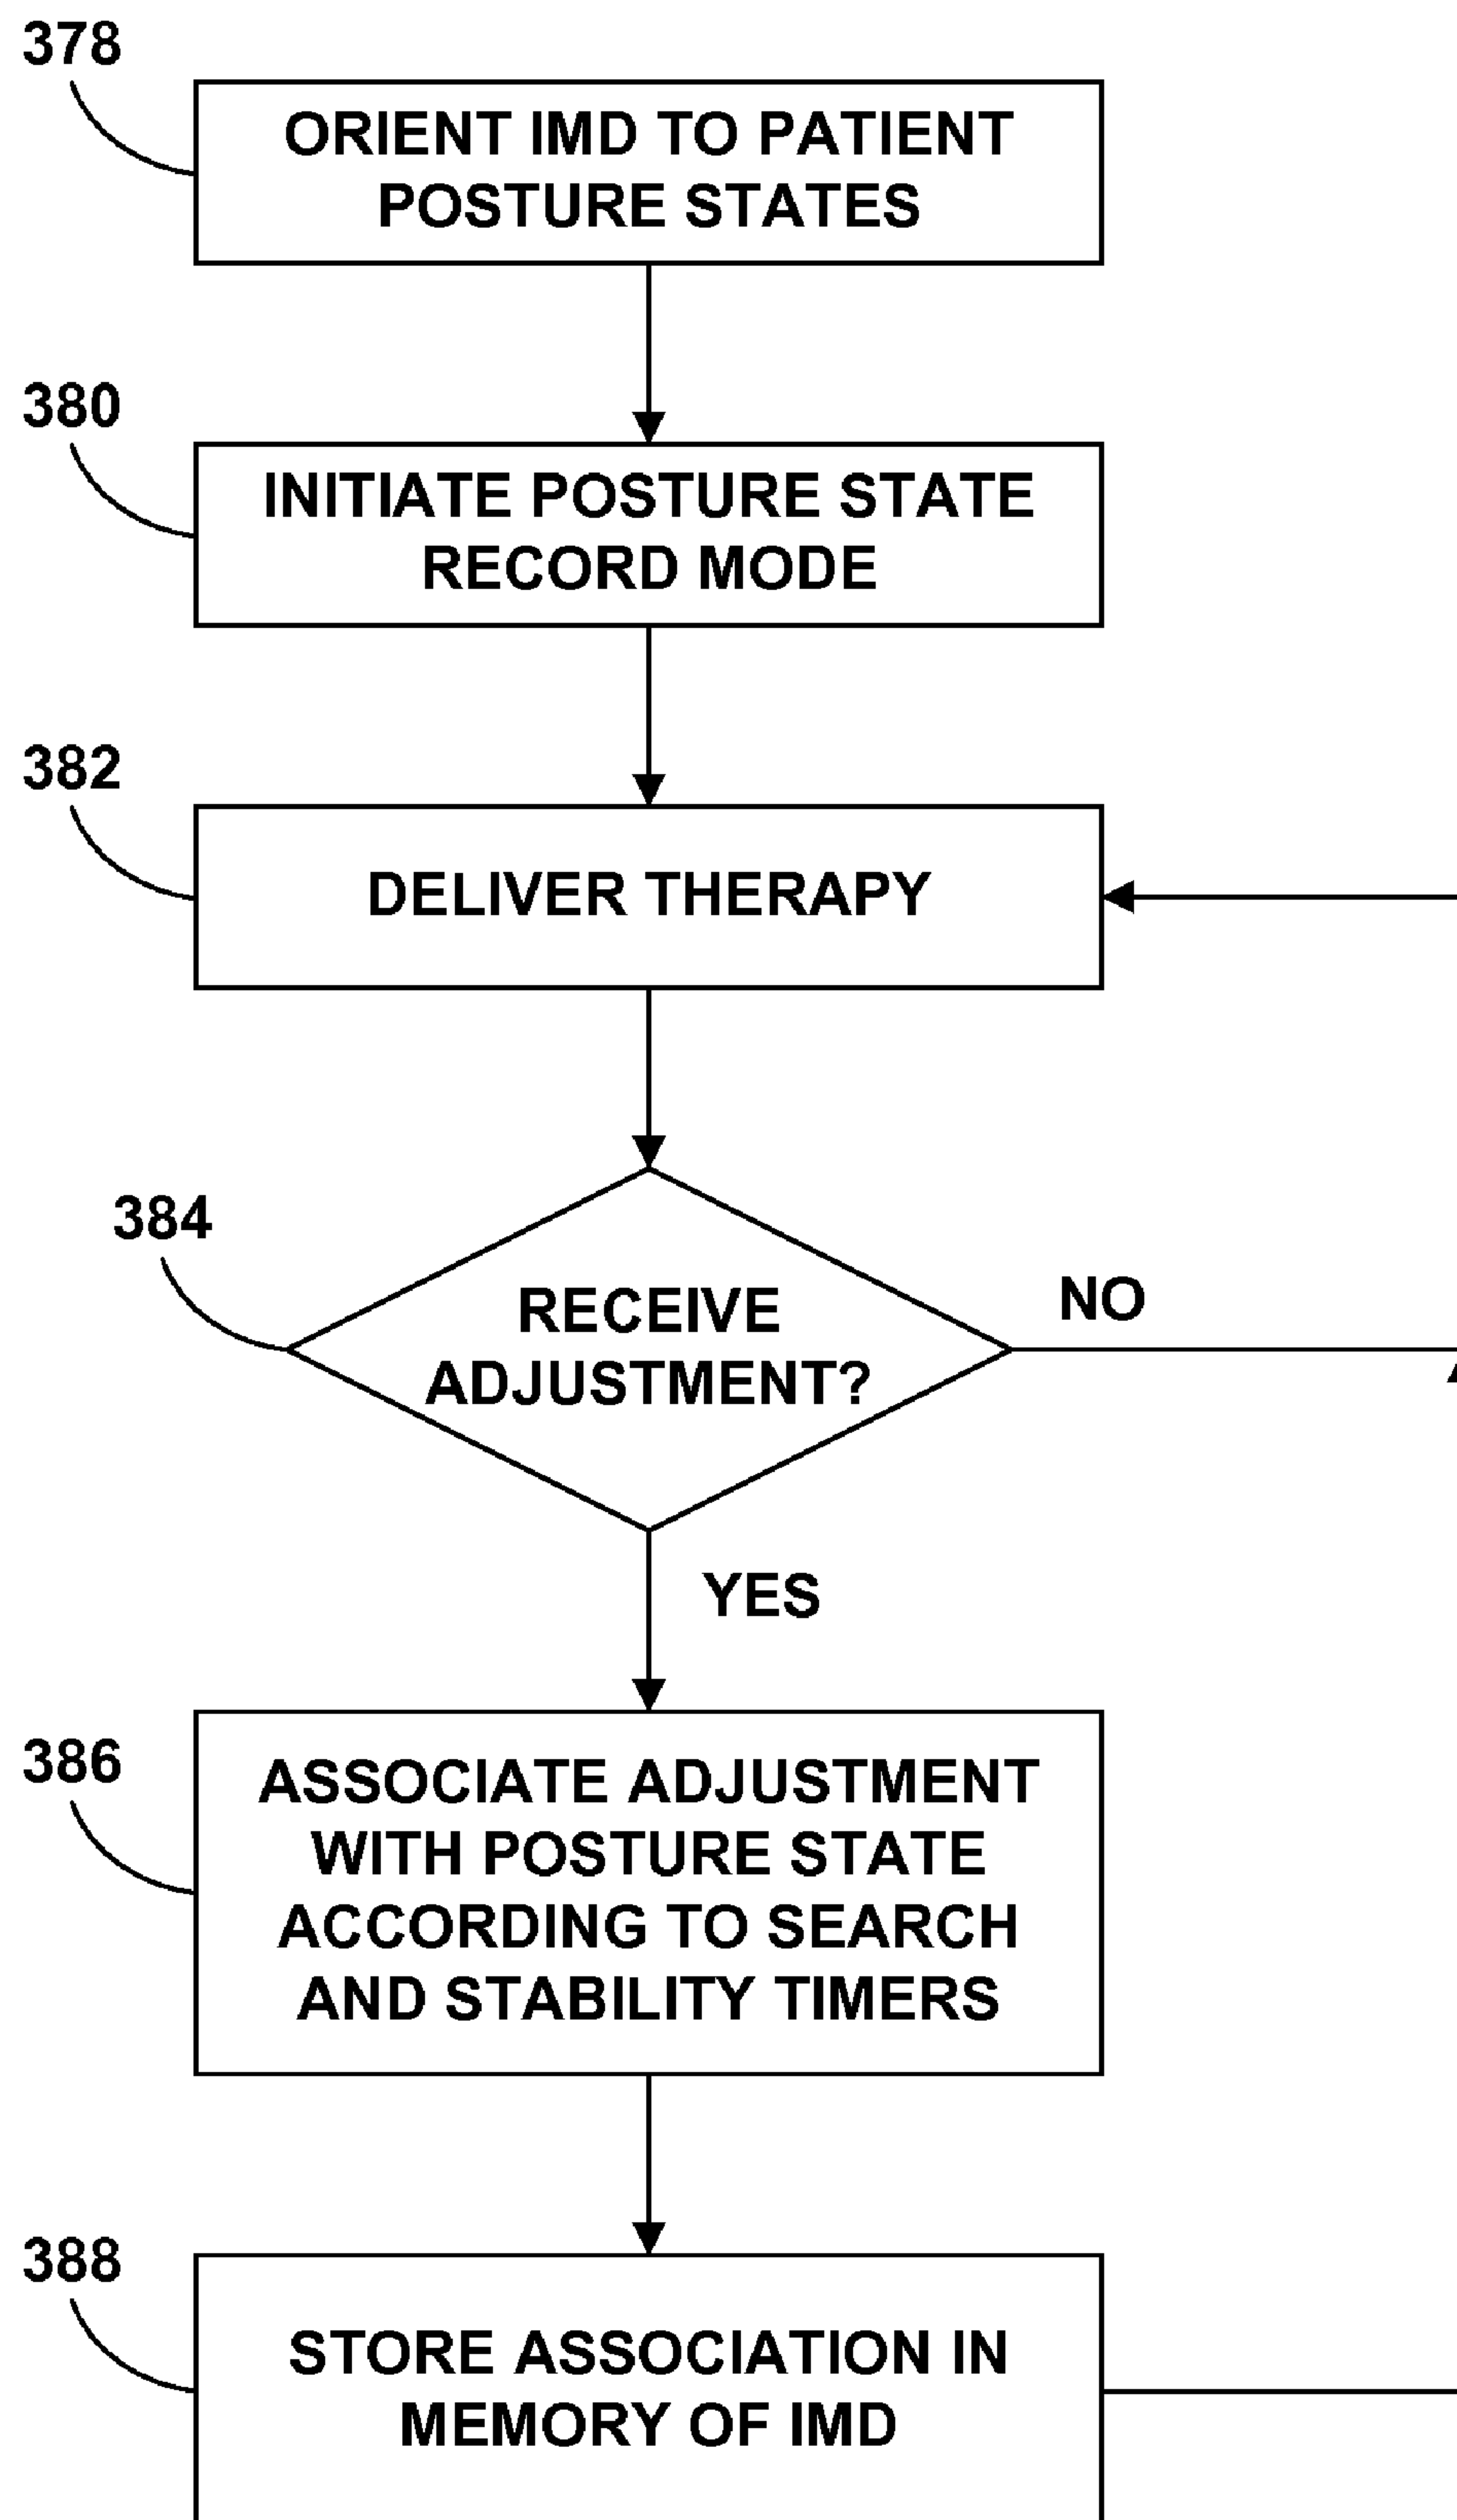 378
ORIENT IMD TO PATIENT
POSTURE STATES
380
INITIATE POSTURE STATE
RECORD MODE
382
DELIVER THERAPY
384
RECEIVE
ADJUSTMENT?
NO
YES
386
ASSOCIATE ADJUSTMENT
WITH POSTURE STATE
ACCORDING TO SEARCH
AND STABILITY TIMERS
388
STORE ASSOCIATION IN
MEMORY OF IMD